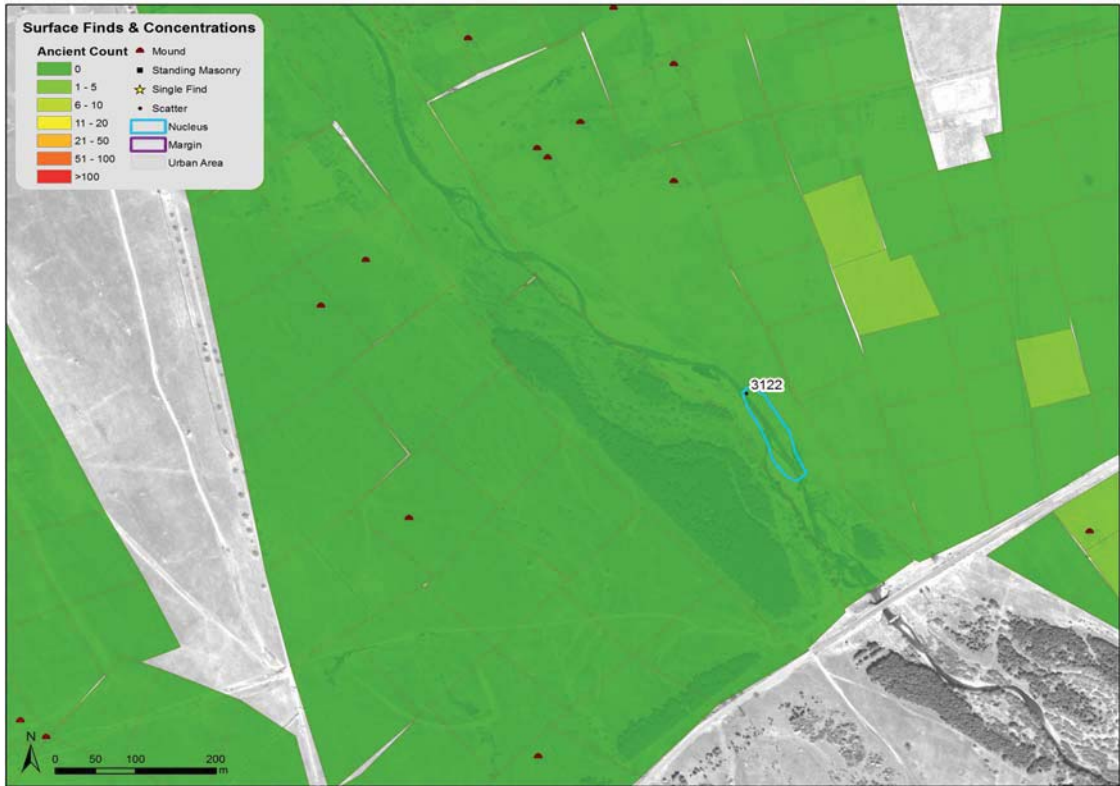 Surface Finds & Concentrations
Ancient Count
0
1 - 5
6 - 10
11 - 20
21 - 50
51 - 100
>100
Mound
Standing Masonry
Single Find
Scatter
Nucleus
Margin
Urban Area
3122
N
0 50 100 200
m